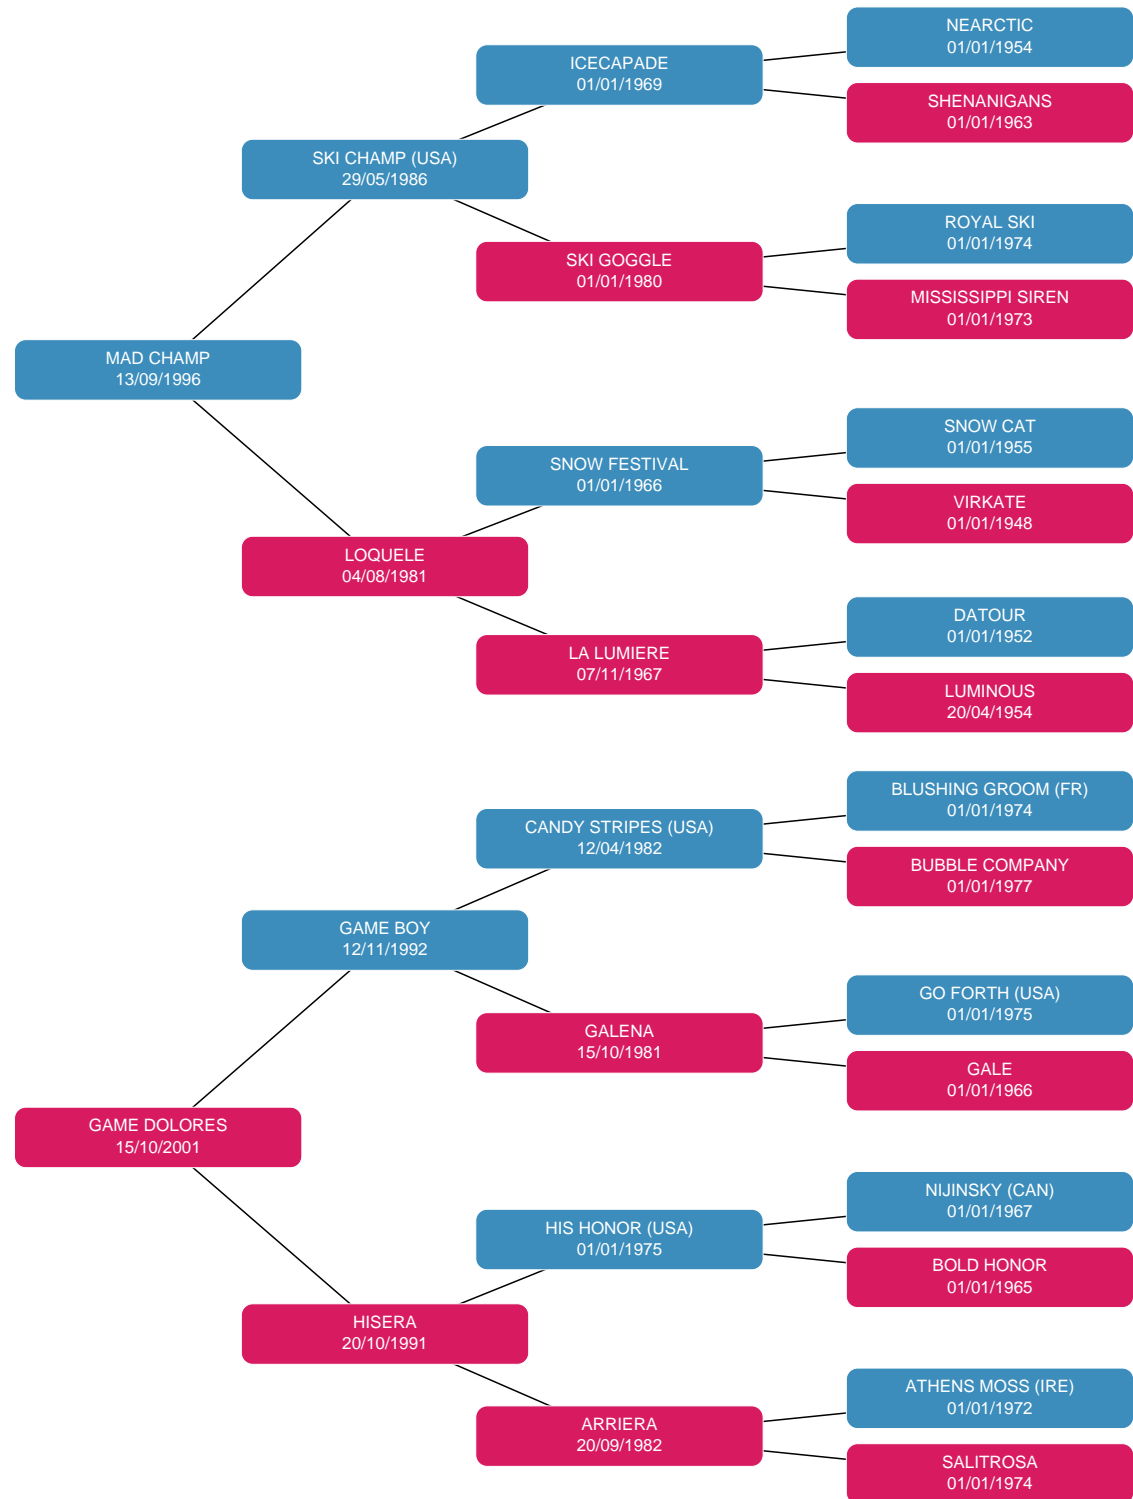 NEARCTIC
01/01/1954
ICECAPADE
01/01/1969
SHENANIGANS
01/01/1963
SKI CHAMP (USA)
29/05/1986
ROYAL SKI
01/01/1974
SKI GOGGLE
01/01/1980
MISSISSIPPI SIREN
01/01/1973
MAD CHAMP
13/09/1996
SNOW CAT
01/01/1955
SNOW FESTIVAL
01/01/1966
VIRKATE
01/01/1948
LOQUELE
04/08/1981
DATOUR
01/01/1952
LA LUMIERE
07/11/1967
LUMINOUS
20/04/1954
BLUSHING GROOM (FR)
01/01/1974
CANDY STRIPES (USA)
12/04/1982
BUBBLE COMPANY
01/01/1977
GAME BOY
12/11/1992
GO FORTH (USA)
01/01/1975
GALENA
15/10/1981
GALE
01/01/1966
GAME DOLORES
15/10/2001
NIJINSKY (CAN)
01/01/1967
HIS HONOR (USA)
01/01/1975
BOLD HONOR
01/01/1965
HISERA
20/10/1991
ATHENS MOSS (IRE)
01/01/1972
ARRIERA
20/09/1982
SALITROSA
01/01/1974